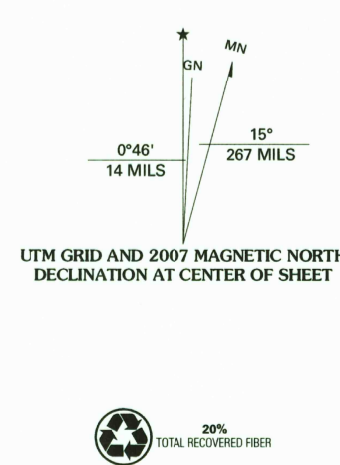 MN
GN
0°46'
14 MILS
15°
267 MILS
UTM GRID AND 2007 MAGNETIC NORTH
DECLINATION AT CENTER OF SHEET
20%
TOTAL RECOVERED FIBER